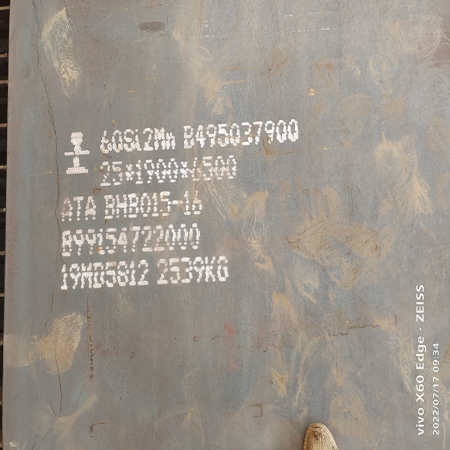 60Si2Mn B495037900
25*1900*6500
ATA BHB015-16
B99154722000
19MD5812 2539KG
vivo X60 Edge · ZEISS
2022/07/17 09:34